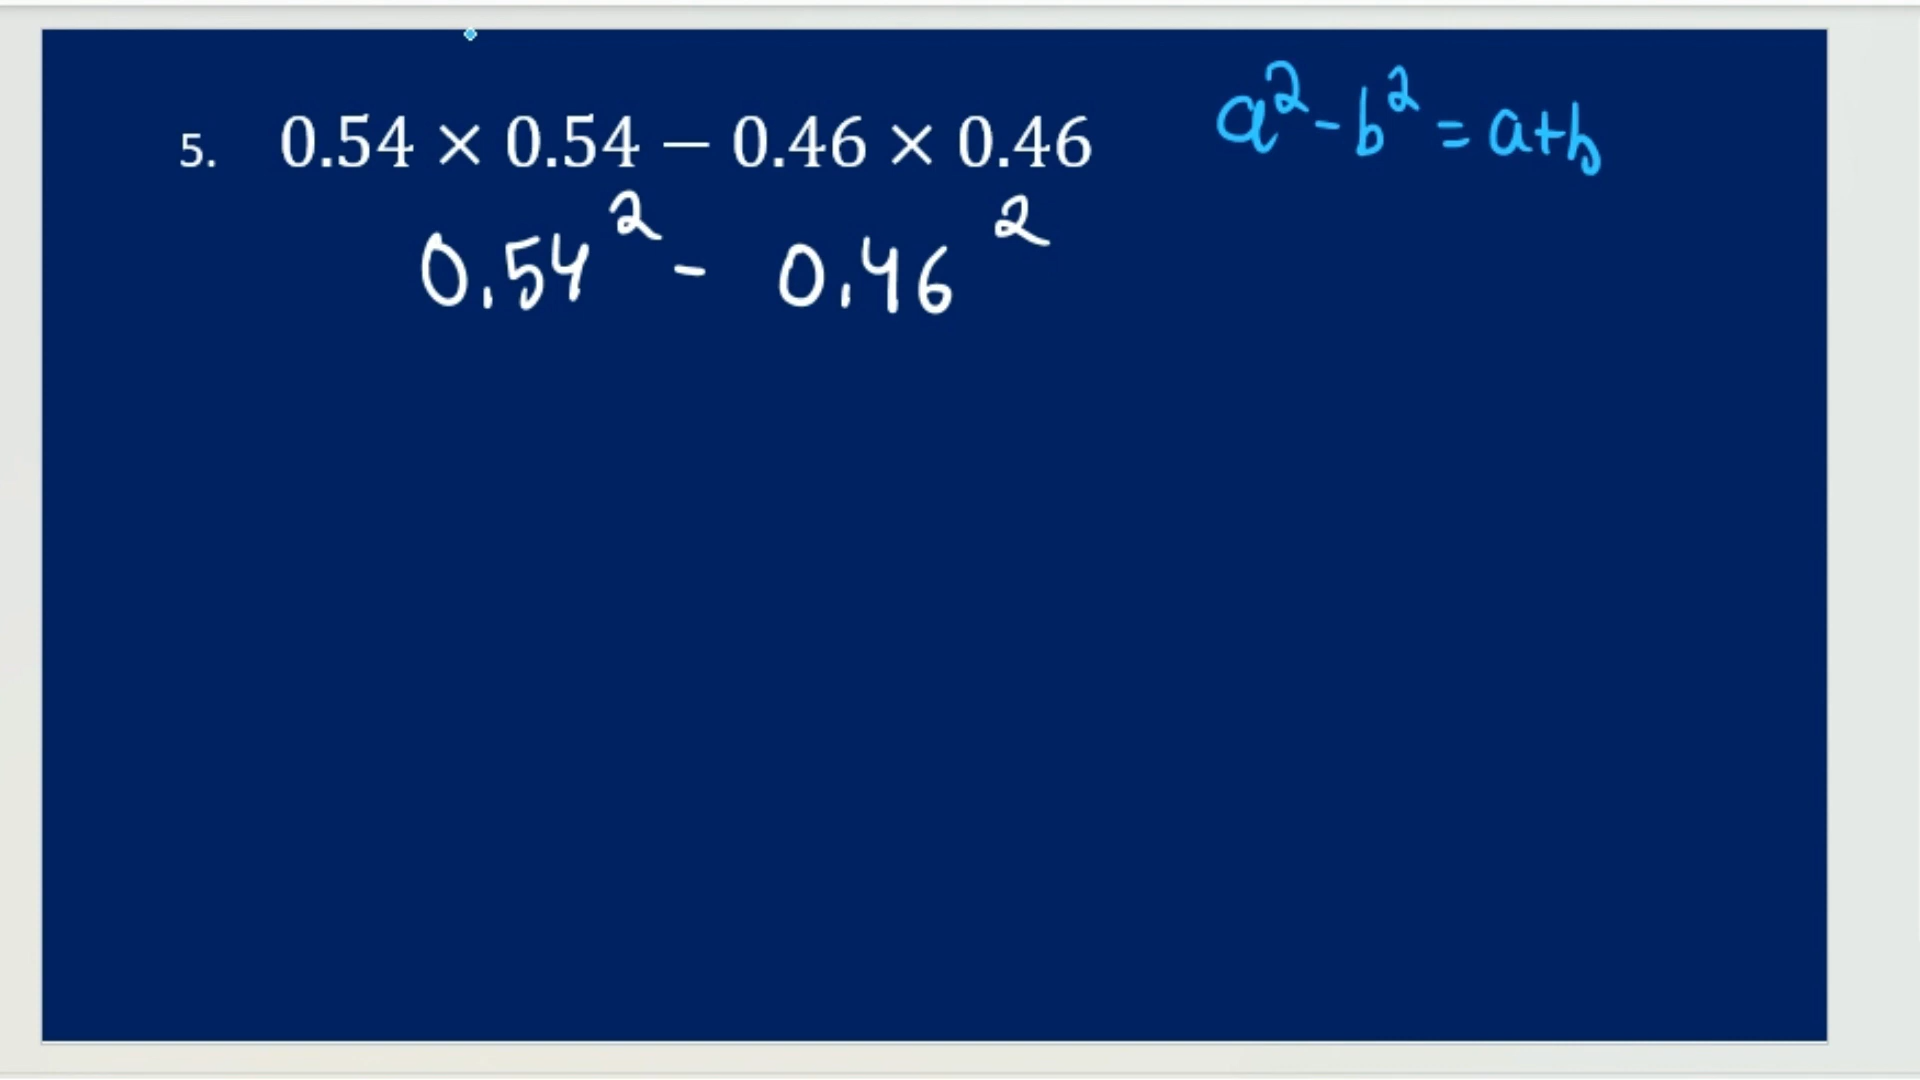 5. 0.54 × 0.54 − 0.46 × 0.46
a² - b² = a+b
0.54² - 0.46²